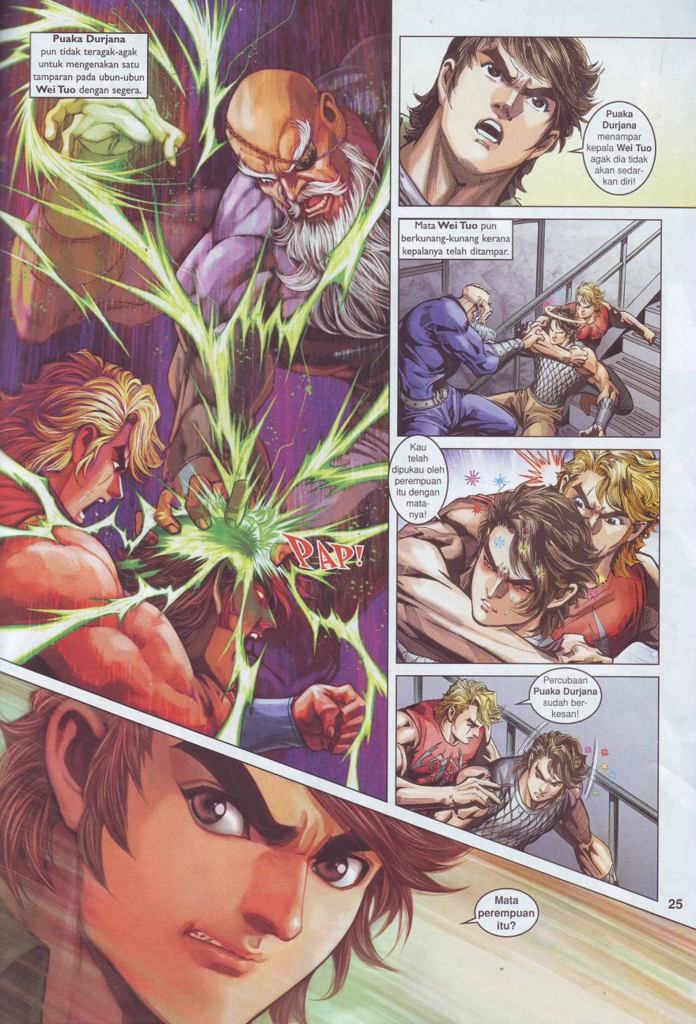 Puaka Durjana
pun tidak teragak-agak
untuk mengenakan satu
tamparan pada ubun-ubun
Wei Tuo dengan segera.
PAP!
Puaka
Durjana
menampar
kepala Wei Tuo
agak dia tidak
akan sedar-
kan diri!
Mata Wei Tuo pun
berkunang-kunang kerana
kepalanya telah ditampar.
Kau
telah
dipukau oleh
perempuan
itu dengan
mata-
nya!
Percubaan
Puaka Durjana
sudah ber-
kesan!
25
Mata
perempuan
itu?